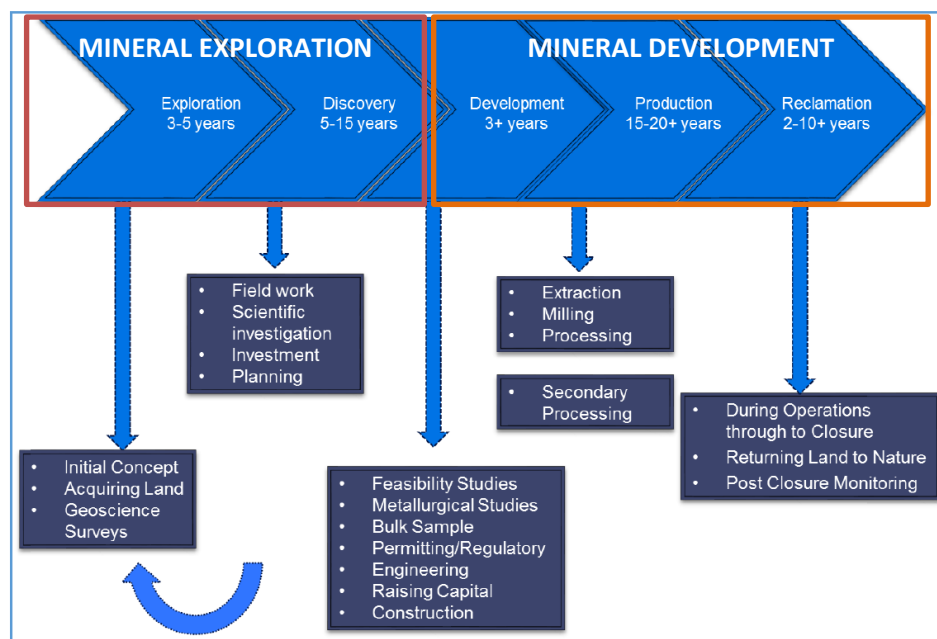 MINERAL EXPLORATION
MINERAL DEVELOPMENT
Exploration
3-5 years
Discovery
5-15 years
Development
3+ years
Production
15-20+ years
Reclamation
2-10+ years
• Field work
• Scientific
investigation
• Investment
• Planning
• Extraction
• Milling
• Processing
• Secondary
Processing
• During Operations
through to Closure
• Returning Land to Nature
• Post Closure Monitoring
• Initial Concept
• Acquiring Land
• Geoscience
Surveys
• Feasibility Studies
• Metallurgical Studies
• Bulk Sample
• Permitting/Regulatory
• Engineering
• Raising Capital
• Construction